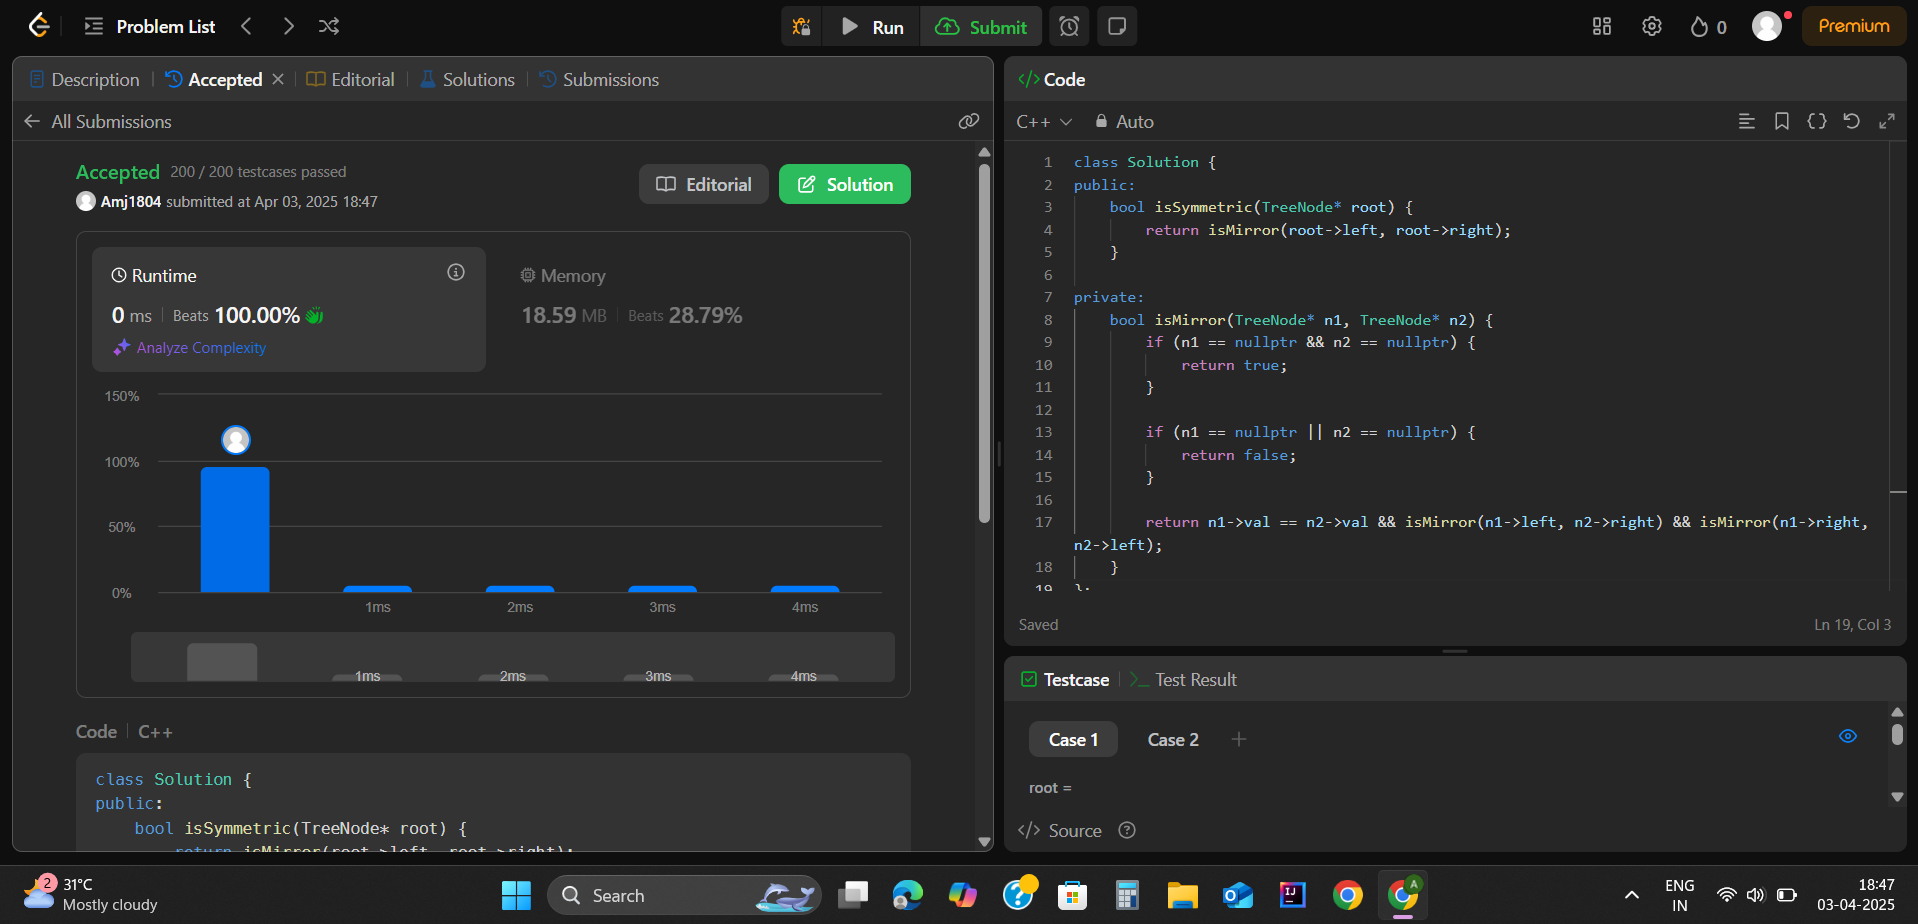 Problem List
Run
Submit
0
Premium
Description
Accepted
Editorial
Solutions
Submissions
All Submissions
Accepted 200 / 200 testcases passed
Amj1804 submitted at Apr 03, 2025 18:47
Editorial
Solution
Runtime
0 ms Beats 100.00%
Analyze Complexity
Memory
18.59 MB Beats 28.79%
150%
100%
50%
0%
1ms 2ms 3ms 4ms
1ms 2ms 3ms 4ms
Code C++
class Solution {
public:
bool isSymmetric(TreeNode* root) {
return isMirror(root->left, root->right);
</> Code
C++ Auto
1 class Solution {
2 public:
3 bool isSymmetric(TreeNode* root) {
4 return isMirror(root->left, root->right);
5 }
6
7 private:
8 bool isMirror(TreeNode* n1, TreeNode* n2) {
9 if (n1 == nullptr && n2 == nullptr) {
10 return true;
11 }
12
13 if (n1 == nullptr || n2 == nullptr) {
14 return false;
15 }
16
17 return n1->val == n2->val && isMirror(n1->left, n2->right) && isMirror(n1->right,
n2->left);
18 }
19 };
Saved
Ln 19, Col 3
Testcase
>_ Test Result
Case 1 Case 2 +
root =
</> Source ?
2
31°C
Mostly cloudy
Search
IJ
A
ENG
IN
18:47
03-04-2025